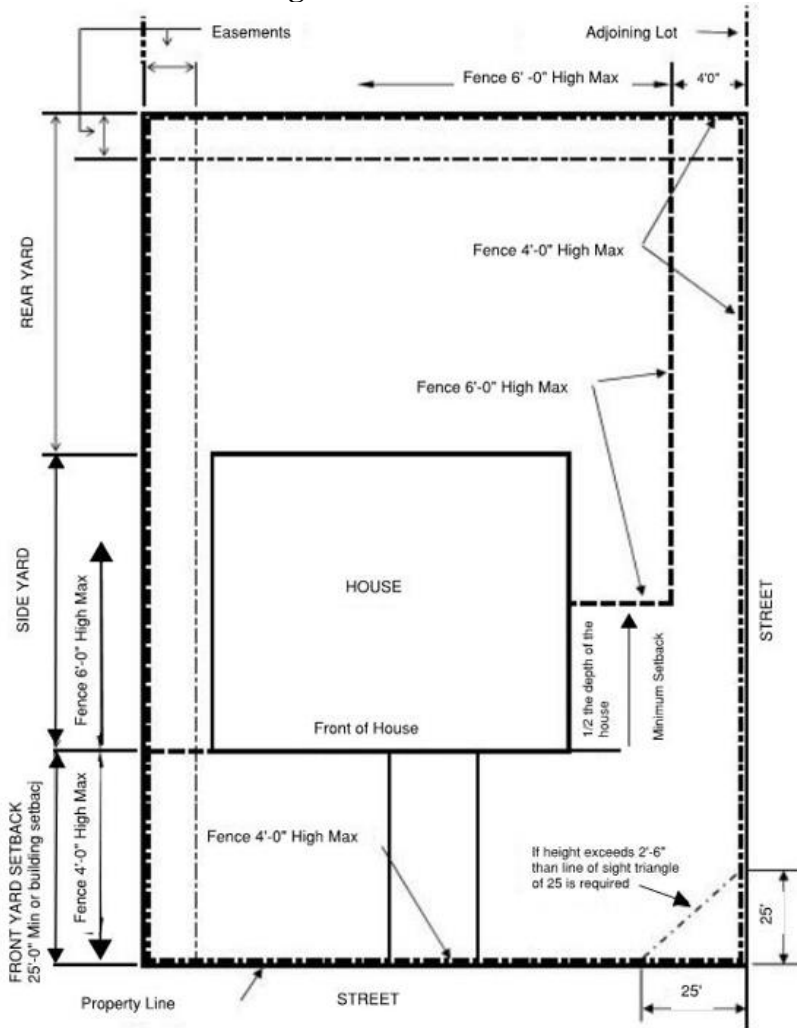 Easements
Adjoining Lot
Fence 6' -0" High Max
4'0"
Fence 4'-0" High Max
REAR YARD
Fence 6'-0" High Max
SIDE YARD
Fence 6'-0" High Max
HOUSE
1/2 the depth of the
house
Minimum Setback
STREET
Front of House
FRONT YARD SETBACK
25'-0" Min or building setbacj
Fence 4'-0" High Max
Fence 4'-0" High Max
If height exceeds 2'-6"
than line of sight triangle
of 25 is required
25'
25'
Property Line
STREET